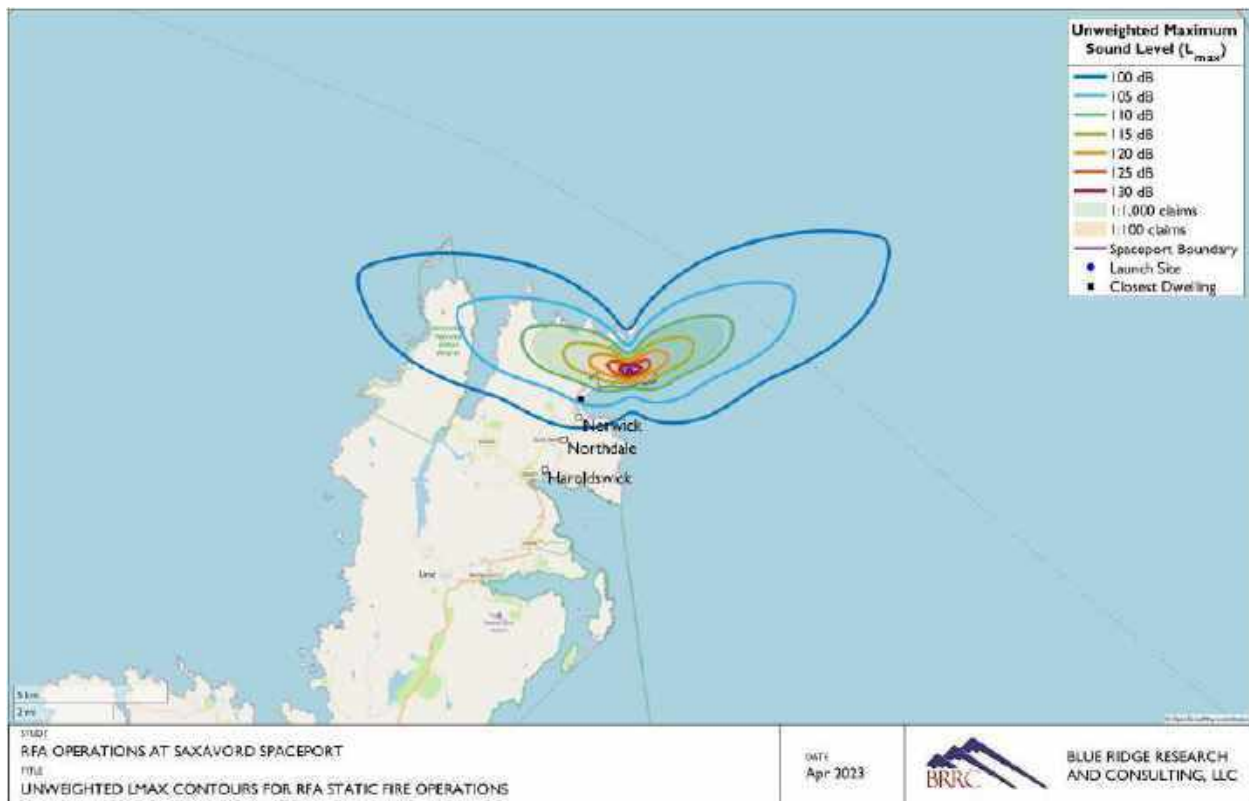 Unweighted Maximum
Sound Level (Lmax)
100 dB
105 dB
110 dB
115 dB
120 dB
125 dB
130 dB
1:1,000 claims
1:100 claims
Spaceport Boundary
Launch Site
Closest Dwelling
Norwick
Northdale
Haroldswick
Unst
5 km
2 mi
STUDY
RFA OPERATIONS AT SAXAVORD SPACEPORT
TITLE
UNWEIGHTED LMAX CONTOURS FOR RFA STATIC FIRE OPERATIONS
DATE
Apr 2023
BRRC
BLUE RIDGE RESEARCH
AND CONSULTING, LLC